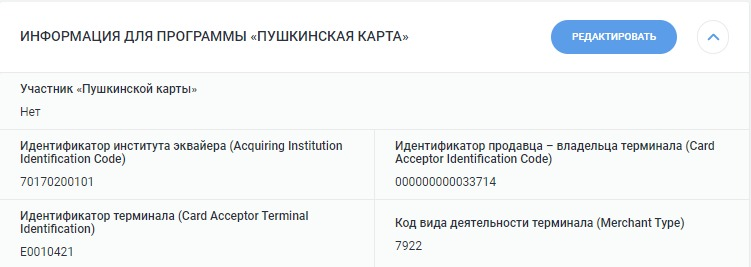 ИНФОРМАЦИЯ ДЛЯ ПРОГРАММЫ «ПУШКИНСКАЯ КАРТА»
РЕДАКТИРОВАТЬ
Участник «Пушкинской карты»
Нет
Идентификатор института эквайера (Acquiring Institution
Identification Code)
70170200101
Идентификатор продавца – владельца терминала (Card
Acceptor Identification Code)
000000000033714
Идентификатор терминала (Card Acceptor Terminal
Identification)
E0010421
Код вида деятельности терминала (Merchant Type)
7922